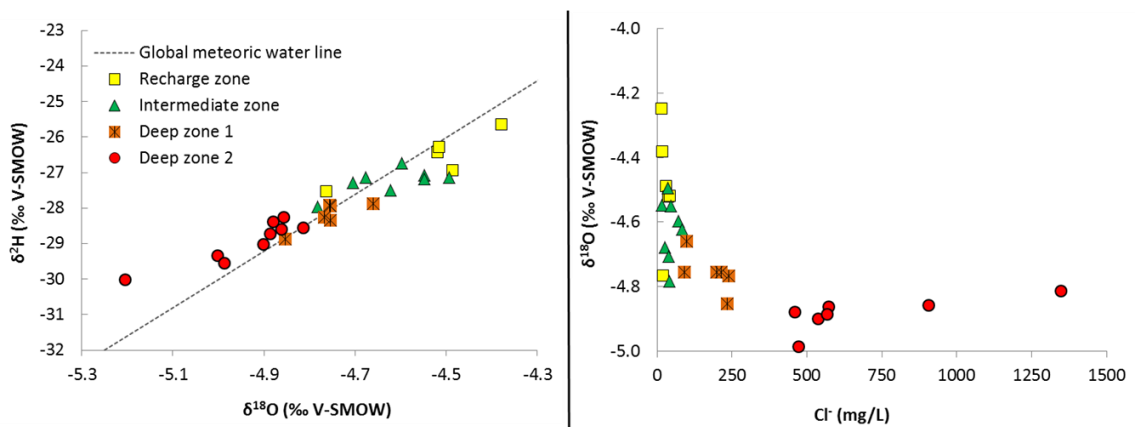 -23
-24
-25
-26
-27
-28
-29
-30
-31
-32
δ²H (‰ V-SMOW)
Global meteoric water line
Recharge zone
Intermediate zone
Deep zone 1
Deep zone 2
-5.3 -5.1 -4.9 -4.7 -4.5 -4.3
δ¹⁸O (‰ V-SMOW)
-4.0
-4.2
-4.4
-4.6
-4.8
-5.0
δ¹⁸O (‰ V-SMOW)
0 250 500 750 1000 1250 1500
Cl⁻ (mg/L)